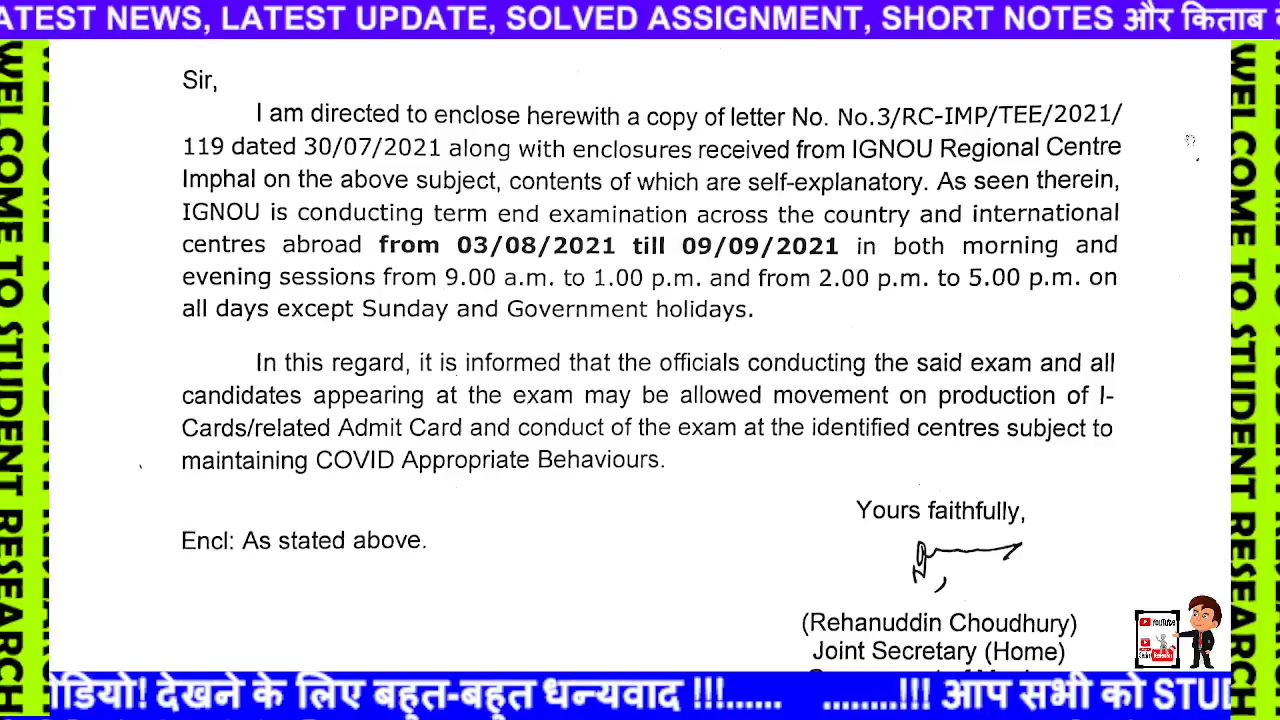 ATEST NEWS, LATEST UPDATE, SOLVED ASSIGNMENT, SHORT NOTES और किताब
WELCOME TO STUDENT RESEARCH
Sir,
I am directed to enclose herewith a copy of letter No. No.3/RC-IMP/TEE/2021/
119 dated 30/07/2021 along with enclosures received from IGNOU Regional Centre
Imphal on the above subject, contents of which are self-explanatory. As seen therein,
IGNOU is conducting term end examination across the country and international
centres abroad from 03/08/2021 till 09/09/2021 in both morning and
evening sessions from 9.00 a.m. to 1.00 p.m. and from 2.00 p.m. to 5.00 p.m. on
all days except Sunday and Government holidays.
In this regard, it is informed that the officials conducting the said exam and all
candidates appearing at the exam may be allowed movement on production of I-
Cards/related Admit Card and conduct of the exam at the identified centres subject to
maintaining COVID Appropriate Behaviours.
Yours faithfully,
Encl: As stated above.
(Rehanuddin Choudhury)
Joint Secretary (Home)
YouTube
WELCOME TO STUDENT RESEARCH
डियो! देखने के लिए बहुत-बहुत धन्यवाद !!!...... ........!!! आप सभी को STUD